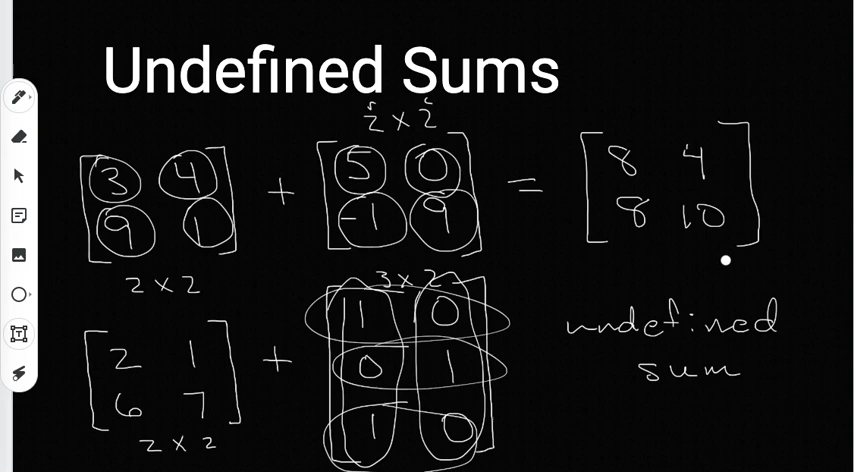 Undefined Sums
r c
2 x 2
3 4 + 5 0 = 8 4
9 1 -1 9 8 10
2 x 2
3 x 2
1 0 undefined
2 1 + 0 1 sum
6 7 1 0
2 x 2